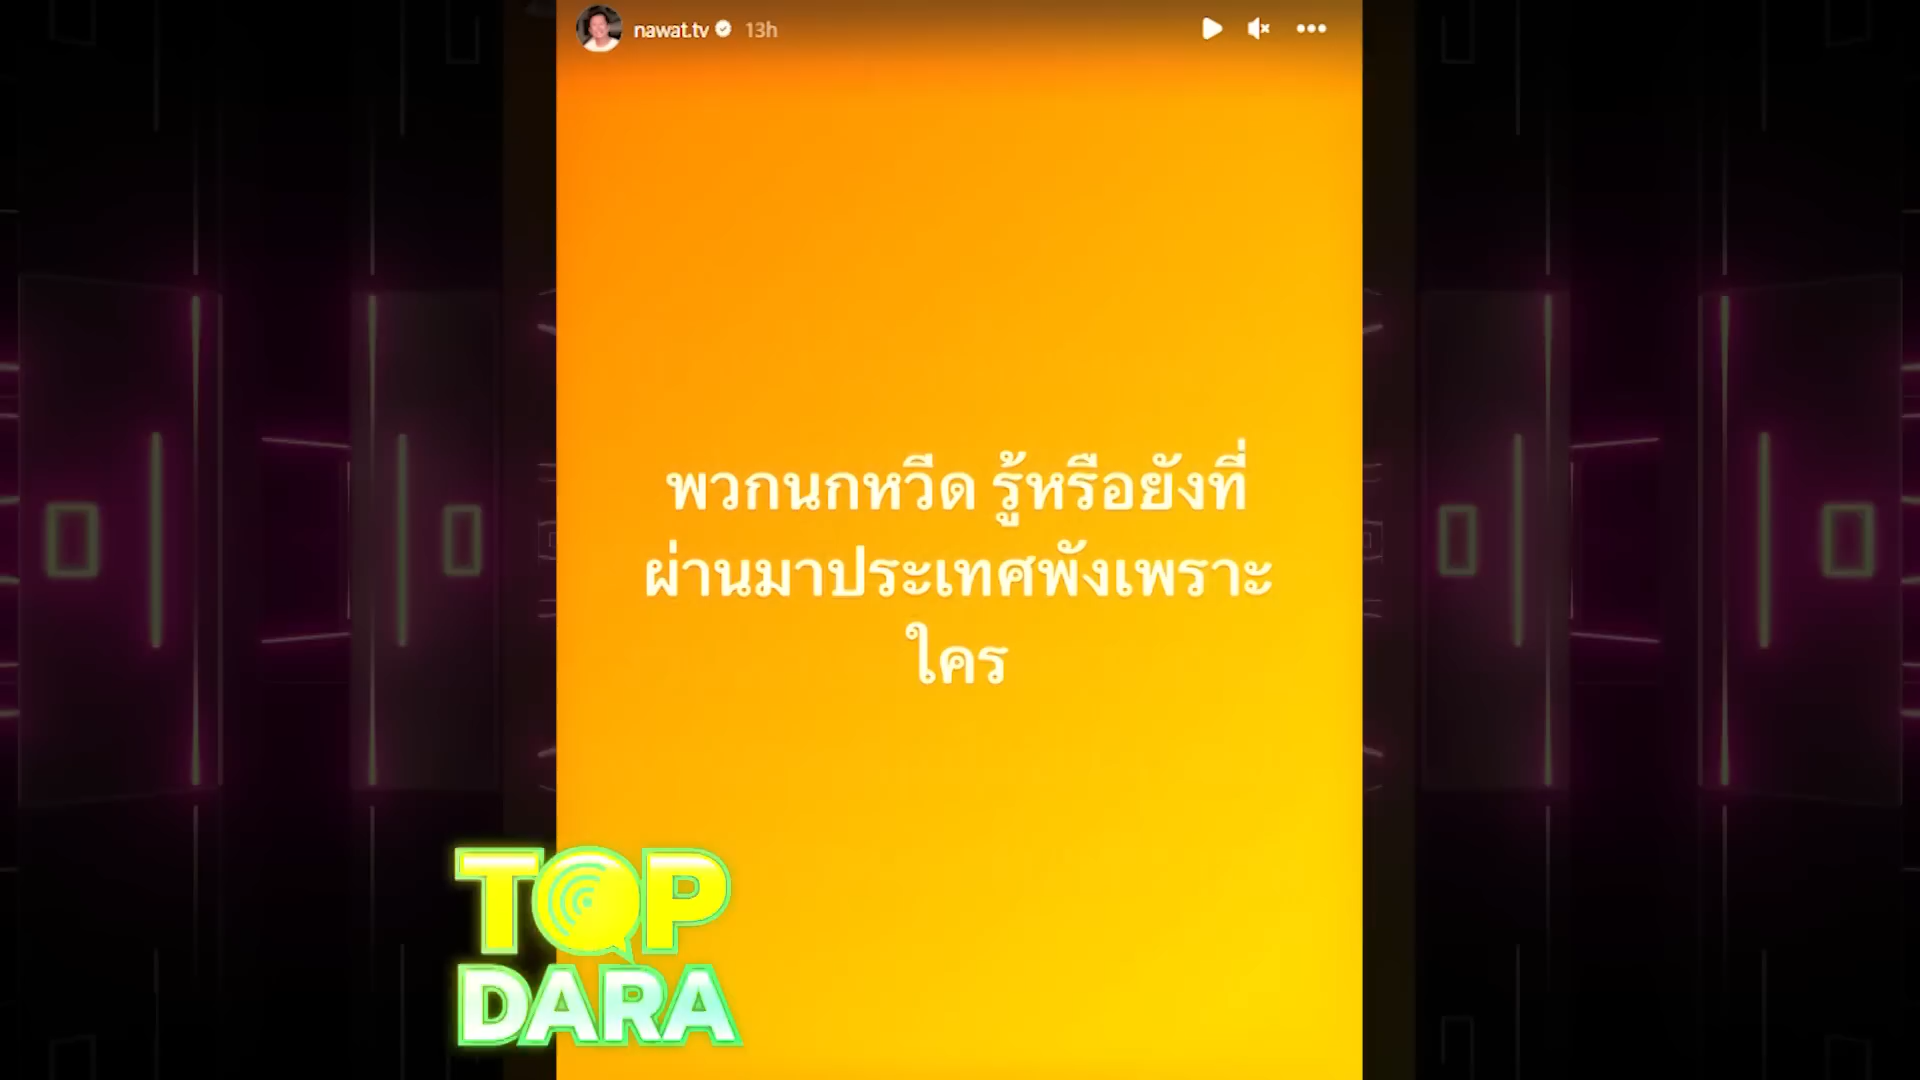 nawat.tv 13h
พวกนกหวีด รู้หรือยังที่
ผ่านมาประเทศพังเพราะ
ใคร
TOP
DARA